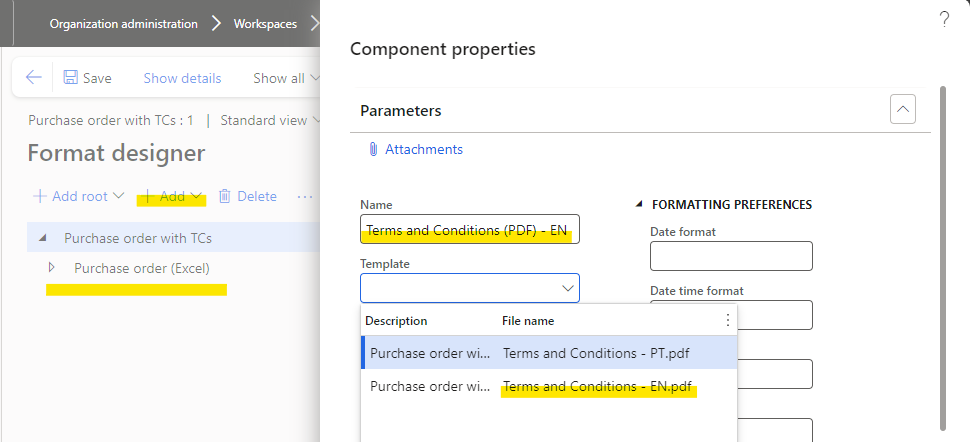 Organization administration > Workspaces >
?
Component properties
Save Show details Show all
Parameters
Purchase order with TCs : 1 | Standard view
Attachments
Format designer
+ Add root + Add Delete ...
Name
FORMATTING PREFERENCES
Terms and Conditions (PDF) - EN
Date format
Purchase order with TCs
Purchase order (Excel)
Template
Date time format
Description File name
Purchase order wi... Terms and Conditions - PT.pdf
Purchase order wi... Terms and Conditions - EN.pdf